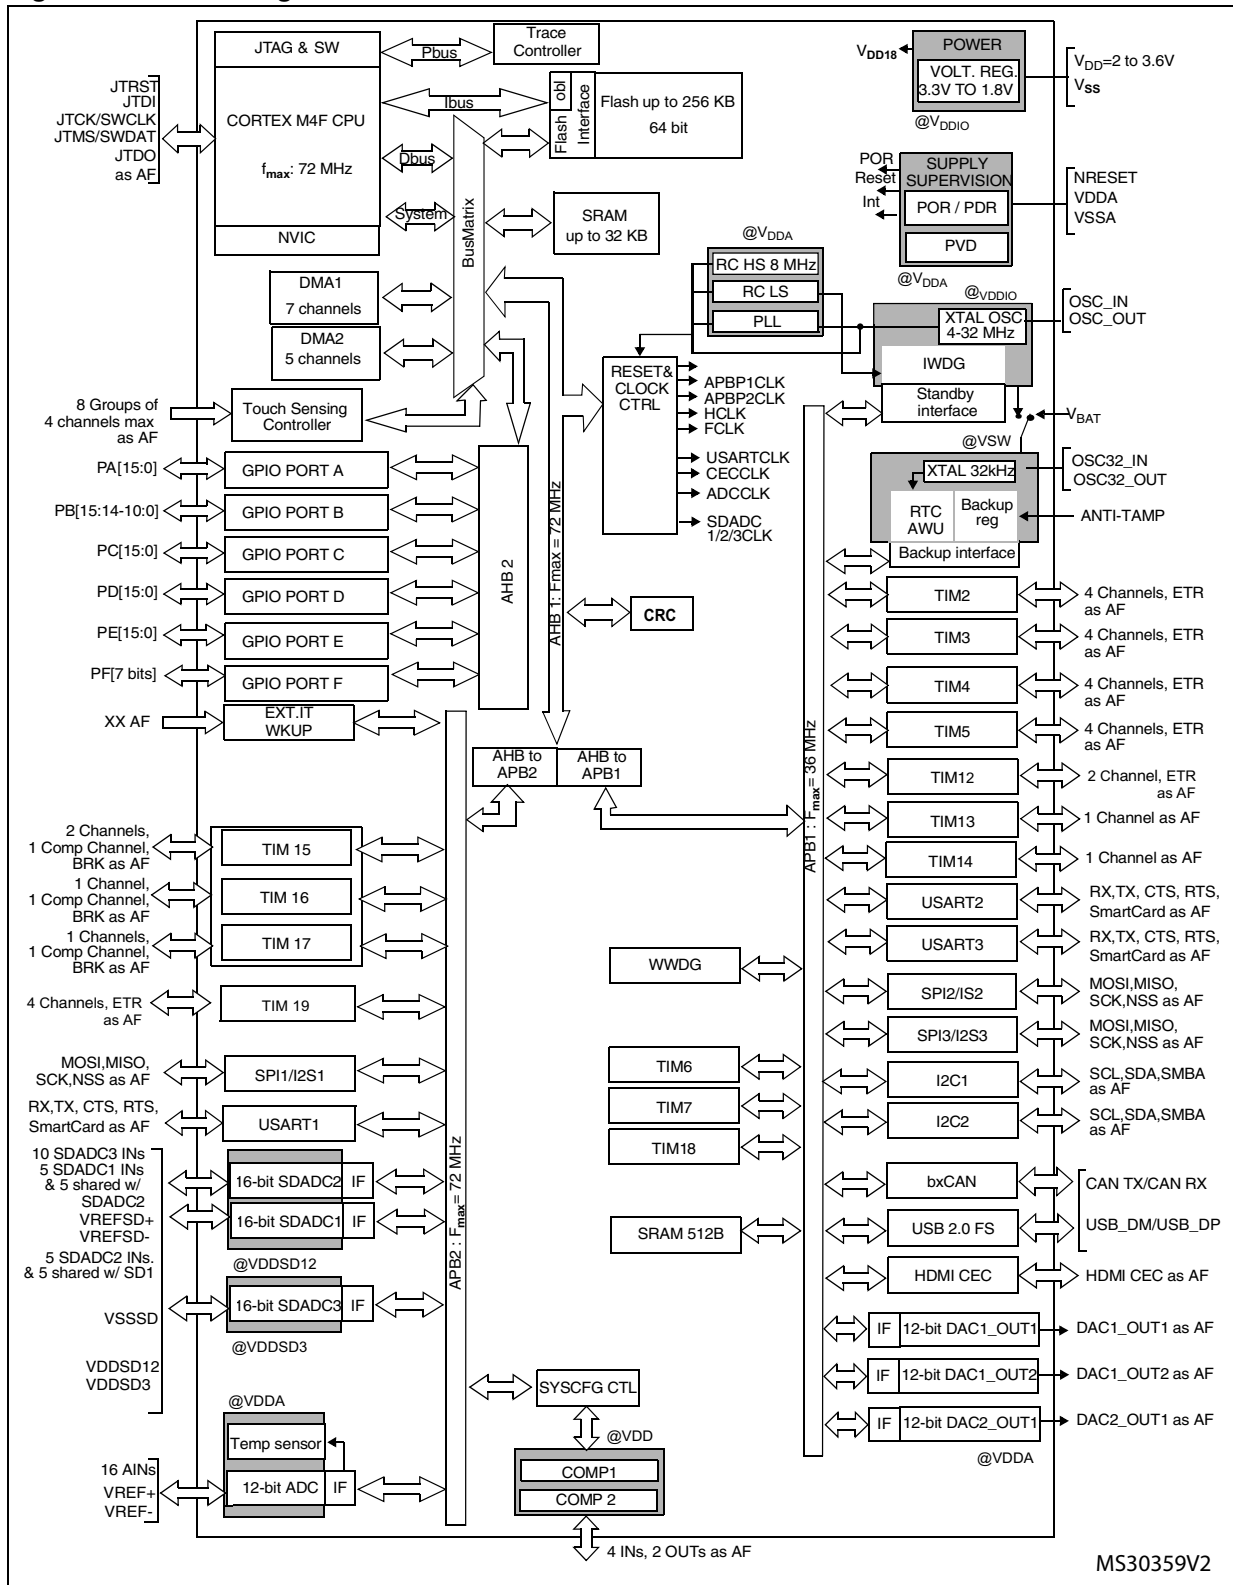 JTAG & SW
Pbus
Trace
Controller
JTRST
JTDI
JTCK/SWCLK
JTMS/SWDAT
JTDO
as AF
CORTEX M4F CPU
fmax: 72 MHz
NVIC
Ibus
Dbus
System
obl
Flash
Interface
Flash up to 256 KB
64 bit
BusMatrix
SRAM
up to 32 KB
VDD18
POWER
VOLT. REG.
3.3V TO 1.8V
VDD=2 to 3.6V
VSS
@VDDIO
POR
Reset
Int
SUPPLY
SUPERVISION
POR / PDR
PVD
NRESET
VDDA
VSSA
@VDDA
@VDDA
RC HS 8 MHz
RC LS
PLL
@VDDIO
XTAL OSC
4-32 MHz
OSC_IN
OSC_OUT
IWDG
Standby
interface
VBAT
@VSW
XTAL 32kHz
OSC32_IN
OSC32_OUT
RTC
AWU
Backup
reg
ANTI-TAMP
Backup interface
DMA1
7 channels
DMA2
5 channels
8 Groups of
4 channels max
as AF
Touch Sensing
Controller
RESET&
CLOCK
CTRL
APBP1CLK
APBP2CLK
HCLK
FCLK
USARTCLK
CECCLK
ADCCLK
SDADC
1/2/3CLK
PA[15:0]
GPIO PORT A
PB[15:14-10:0]
GPIO PORT B
PC[15:0]
GPIO PORT C
PD[15:0]
GPIO PORT D
PE[15:0]
GPIO PORT E
PF[7 bits]
GPIO PORT F
AHB 2
AHB 1: Fmax = 72 MHz
CRC
XX AF
EXT.IT
WKUP
AHB to
APB2
AHB to
APB1
2 Channels,
1 Comp Channel,
BRK as AF
TIM 15
1 Channel,
1 Comp Channel,
BRK as AF
TIM 16
1 Channels,
1 Comp Channel,
BRK as AF
TIM 17
4 Channels, ETR
as AF
TIM 19
MOSI,MISO,
SCK,NSS as AF
SPI1/I2S1
RX,TX, CTS, RTS,
SmartCard as AF
USART1
10 SDADC3 INs
5 SDADC1 INs
& 5 shared w/
SDADC2
VREFSD+
VREFSD-
5 SDADC2 INs.
& 5 shared w/ SD1
VSSSD
VDDSD12
VDDSD3
16-bit SDADC2
IF
16-bit SDADC1
IF
@VDDSD12
16-bit SDADC3
IF
@VDDSD3
@VDDA
Temp sensor
12-bit ADC
IF
16 AINs
VREF+
VREF-
APB2 : Fmax= 72 MHz
SYSCFG CTL
@VDD
COMP1
COMP 2
4 INs, 2 OUTs as AF
WWDG
TIM6
TIM7
TIM18
SRAM 512B
APB1 : Fmax= 36 MHz
TIM2
4 Channels, ETR
as AF
TIM3
4 Channels, ETR
as AF
TIM4
4 Channels, ETR
as AF
TIM5
4 Channels, ETR
as AF
TIM12
2 Channel, ETR
as AF
TIM13
1 Channel as AF
TIM14
1 Channel as AF
USART2
RX,TX, CTS, RTS,
SmartCard as AF
USART3
RX,TX, CTS, RTS,
SmartCard as AF
SPI2/IS2
MOSI,MISO,
SCK,NSS as AF
SPI3/I2S3
MOSI,MISO,
SCK,NSS as AF
I2C1
SCL,SDA,SMBA
as AF
I2C2
SCL,SDA,SMBA
as AF
bxCAN
CAN TX/CAN RX
USB 2.0 FS
USB_DM/USB_DP
HDMI CEC
HDMI CEC as AF
IF
12-bit DAC1_OUT1
DAC1_OUT1 as AF
IF
12-bit DAC1_OUT2
DAC1_OUT2 as AF
IF
12-bit DAC2_OUT1
DAC2_OUT1 as AF
@VDDA
MS30359V2